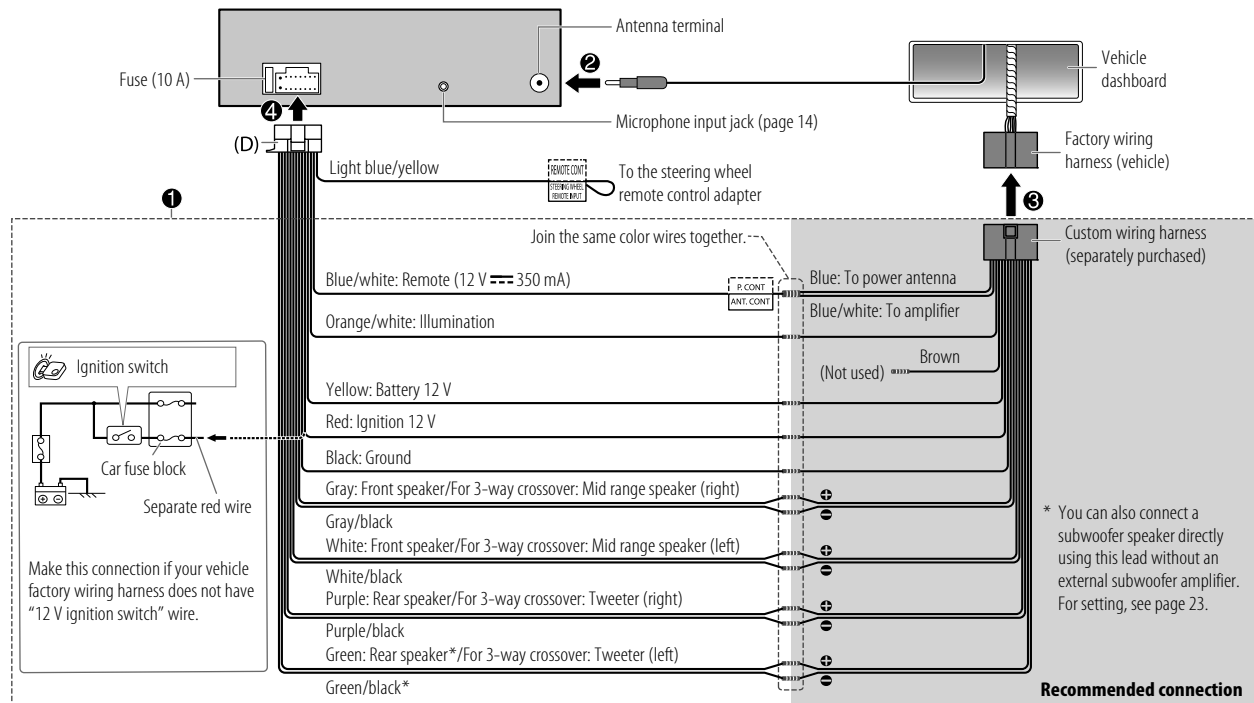 Antenna terminal
Fuse (10 A)
❷
Vehicle
dashboard
❹
Microphone input jack (page 14)
Factory wiring
harness (vehicle)
(D)
Light blue/yellow
REMOTE CONT
STEERING WHEEL
REMOTE INPUT
To the steering wheel
remote control adapter
❶
❸
Join the same color wires together.
Custom wiring harness
(separately purchased)
Blue/white: Remote (12 V ⎓ 350 mA)
P. CONT
ANT. CONT
Blue: To power antenna
Blue/white: To amplifier
Orange/white: Illumination
Brown
(Not used)
Ignition switch
Yellow: Battery 12 V
Red: Ignition 12 V
Car fuse block
Black: Ground
Separate red wire
Gray: Front speaker/For 3-way crossover: Mid range speaker (right)
⊕
⊖
Gray/black
White: Front speaker/For 3-way crossover: Mid range speaker (left)
⊕
⊖
White/black
Purple: Rear speaker/For 3-way crossover: Tweeter (right)
⊕
⊖
Purple/black
Green: Rear speaker*/For 3-way crossover: Tweeter (left)
⊕
⊖
Green/black*
Make this connection if your vehicle
factory wiring harness does not have
“12 V ignition switch” wire.
* You can also connect a
subwoofer speaker directly
using this lead without an
external subwoofer amplifier.
For setting, see page 23.
Recommended connection